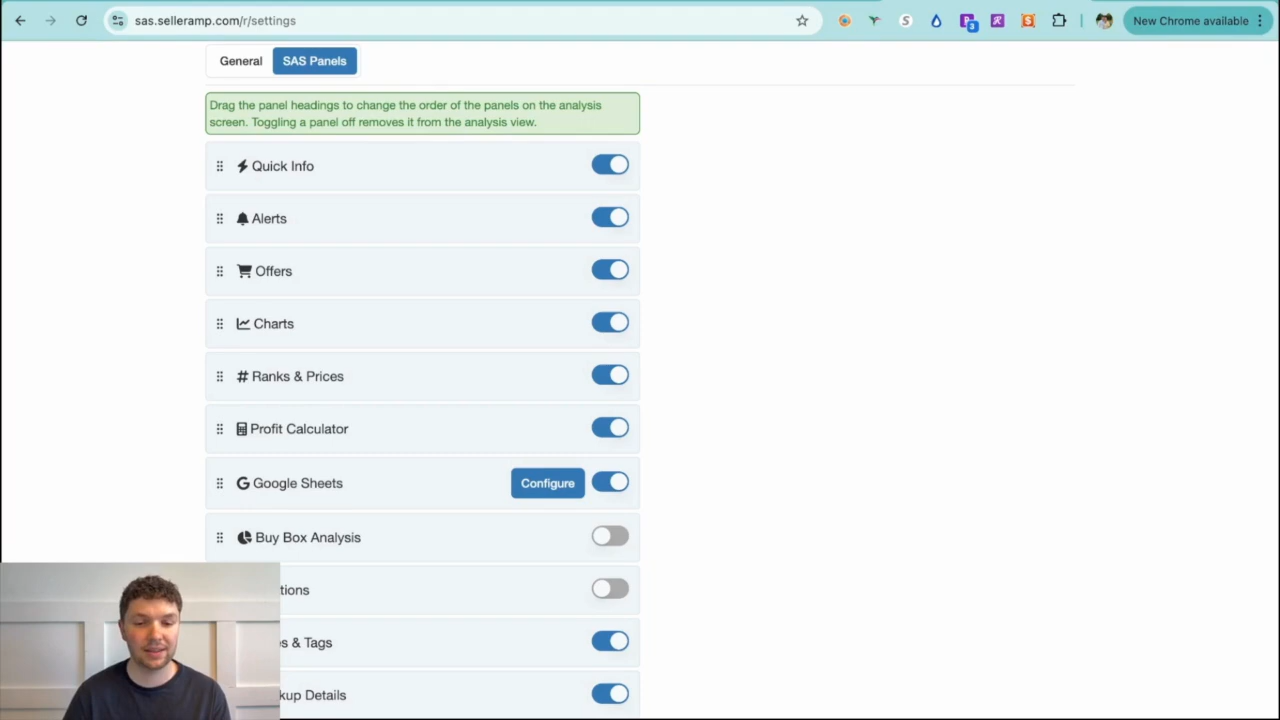 sas.selleramp.com/r/settings
3
New Chrome available
General
SAS Panels
Drag the panel headings to change the order of the panels on the analysis
screen. Toggling a panel off removes it from the analysis view.
Quick Info
Alerts
Offers
Charts
# Ranks & Prices
Profit Calculator
Google Sheets
Configure
Buy Box Analysis
tions
s & Tags
kup Details